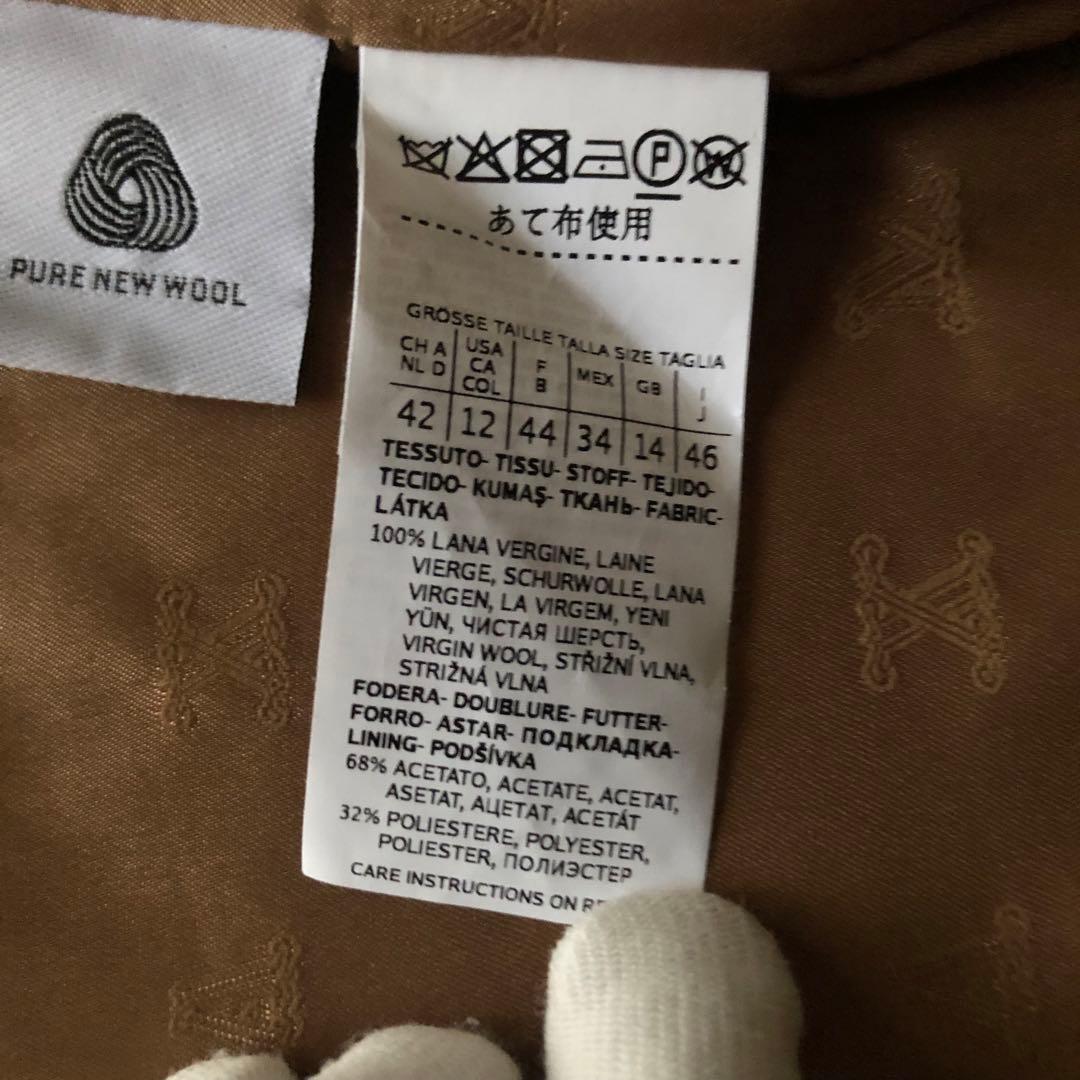 PURE NEW WOOL
P W
あて布使用
GRÖSSE TAILLE TALLA SIZE TAGLIA
CH A USA F MEX GB I
NL D CA B J
COL
42 12 44 34 14 46
TESSUTO- TISSU- STOFF- TEJIDO-
TECIDO- KUMAŞ- ТКАНЬ- FABRIC-
LÁTKA
100% LANA VERGINE, LAINE
VIERGE, SCHURWOLLE, LANA
VIRGEN, LA VIRGEM, YENI
YÜN, ЧИСТАЯ ШЕРСТЬ,
VIRGIN WOOL, STŘIŽNÍ VLNA,
STRIŽNÁ VLNA
FODERA- DOUBLURE- FUTTER-
FORRO- ASTAR- ПОДКЛАДКА-
LINING- PODŠÍVKA
68% ACETATO, ACETATE, ACETAT,
ASETAT, АЦЕТАТ, ACETÁT
32% POLIESTERE, POLYESTER,
POLIESTER, ПОЛИЭСТЕР
CARE INSTRUCTIONS ON